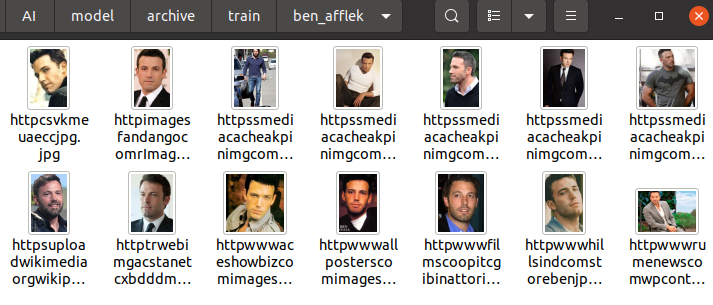 AI model archive train ben_afflek
httpcsvkme httpimages httpssmedi httpssmedi httpssmedi httpssmedi httpssmedi
uaeccjpg. fandangoc acacheakpi acacheakpi acacheakpi acacheakpi acacheakpi
jpg omrImag... nimgcom... nimgcom... nimgcom... nimgcom... nimgcom...
httpsuploa httptrwebi httpwwwac httpwwwall httpwwwfil httpwwwhil httpwwwru
dwikimedia mgacstanet eshowbizco postersco mscoopitcg lsindcomst menewsco
orgwikip... cxbdddm... mimages... mimages... ibinattori... orebenjp... mwpcont...